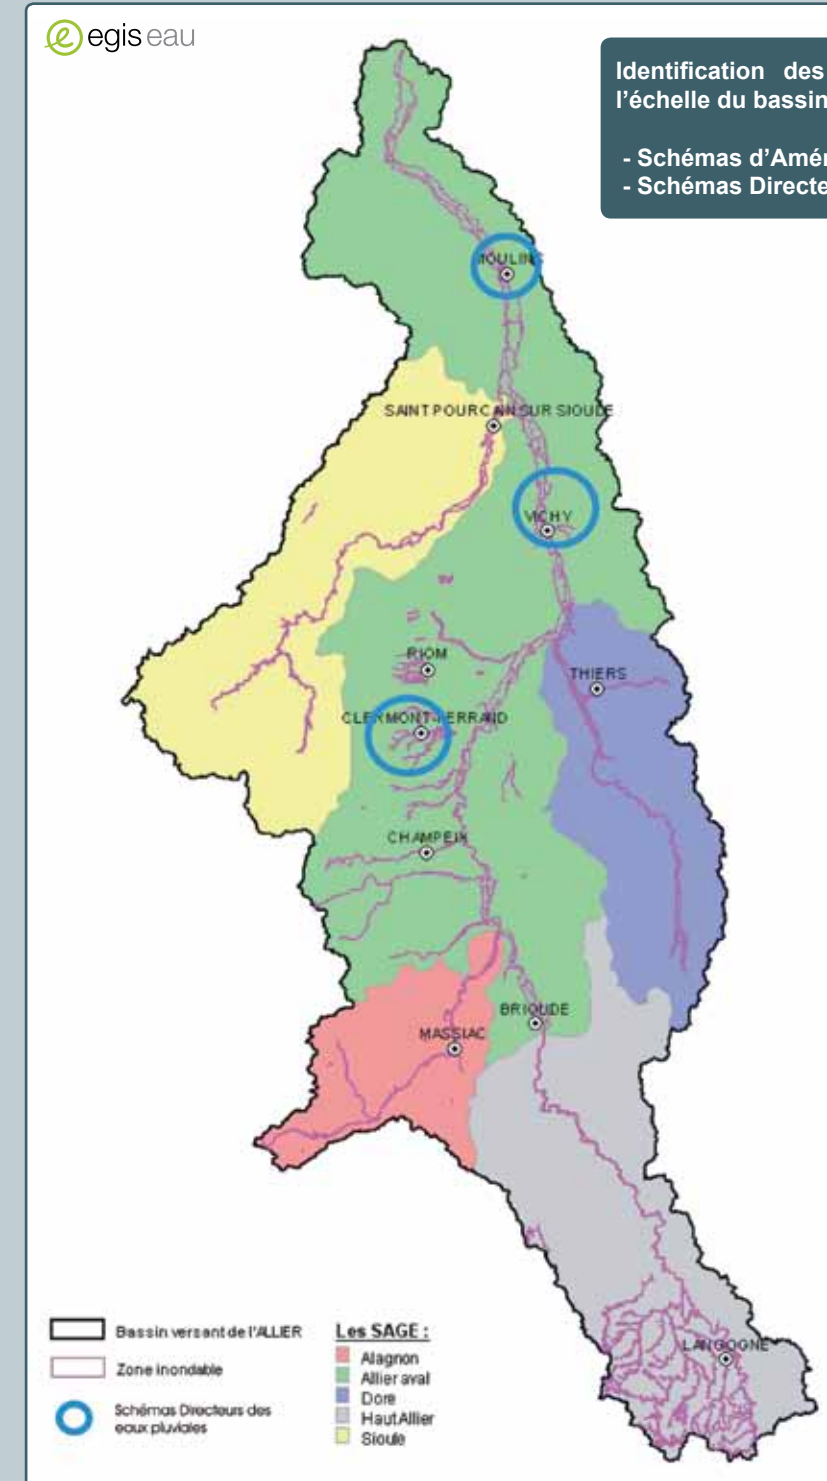 egis eau
Identification des
l'échelle du bassin
- Schémas d'Amé
- Schémas Directe
MOULINS
SAINT POURCAIN SUR SIOULE
VICHY
RIOM
THIERS
CLERMONT-FERRAND
CHAMPEIX
BRIOUDE
MASSIAC
LANGOGNE
Bassin versant de l'ALLIER
Zone inondable
Schémas Directeurs des
eaux pluviales
Les SAGE :
Alagnon
Allier aval
Dore
Haut Allier
Sioule